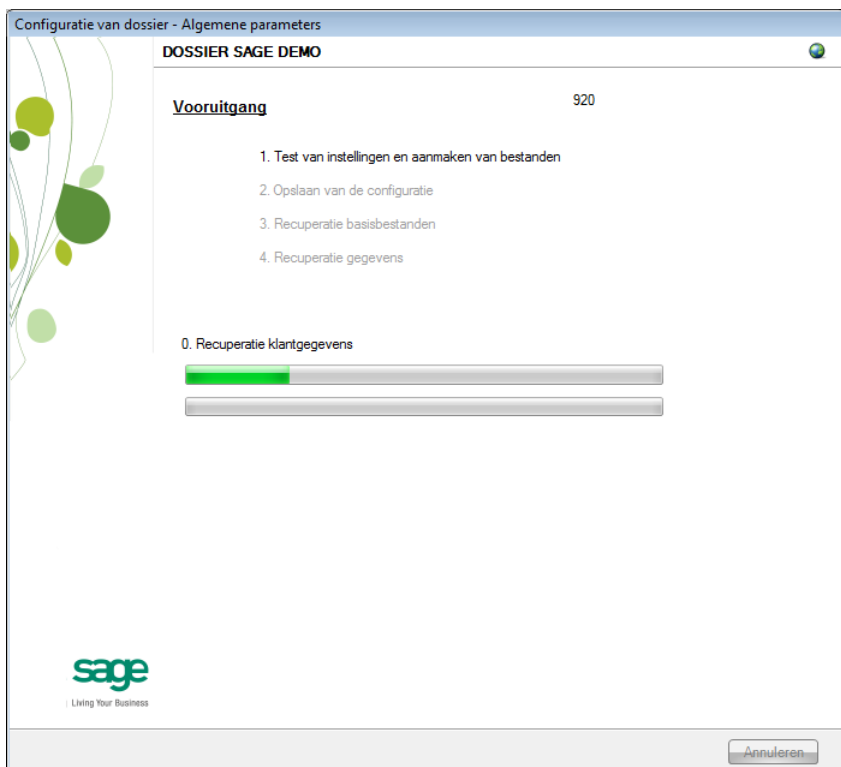 Configuratie van dossier - Algemene parameters
DOSSIER SAGE DEMO
Vooruitgang
920
1. Test van instellingen en aanmaken van bestanden
2. Opslaan van de configuratie
3. Recuperatie basisbestanden
4. Recuperatie gegevens
0. Recuperatie klantgegevens
sage
Living Your Business
Annuleren